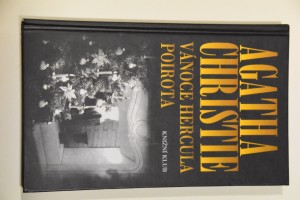 AGATHA
CHRISTIE
VÁNOCE HERCULA
POIROTA
KNIŽNÍ KLUB